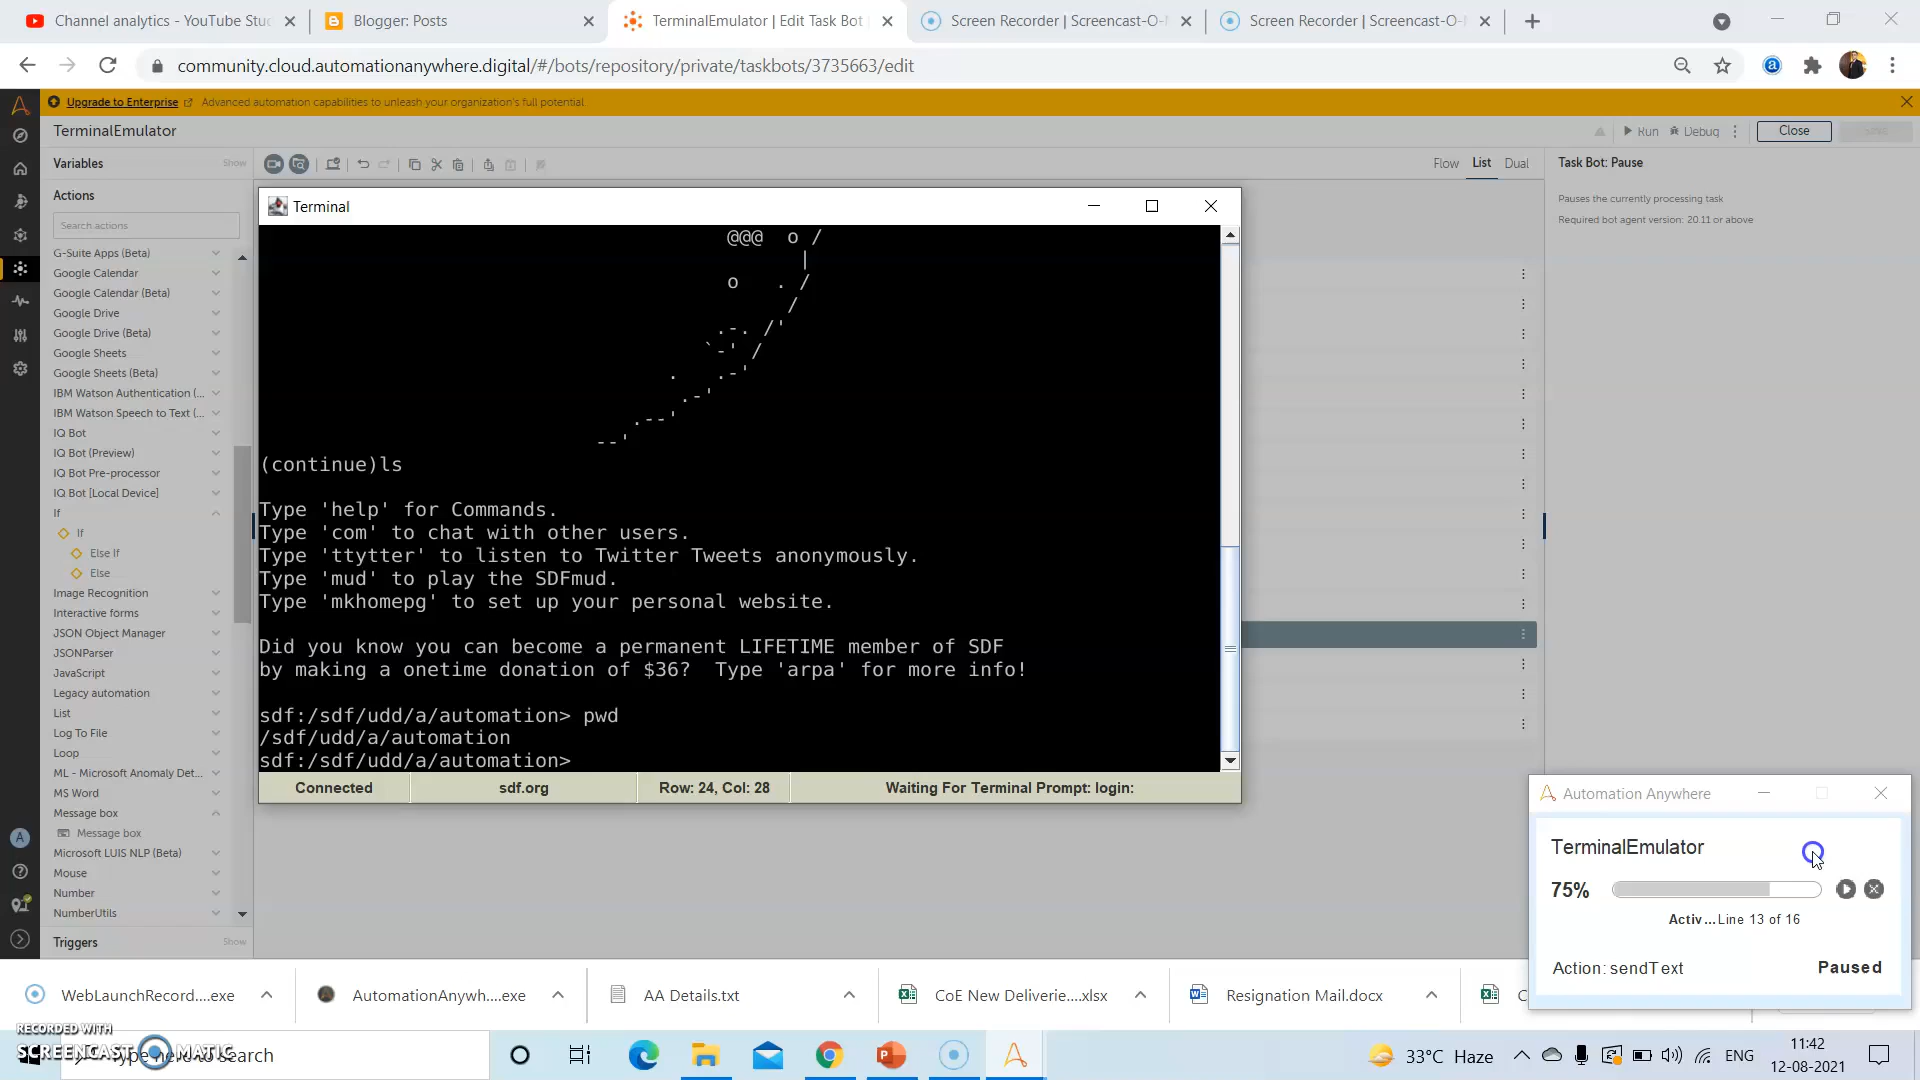 Channel analytics - YouTube Stu
Blogger: Posts
TerminalEmulator | Edit Task Bot
Screen Recorder | Screencast-O-
Screen Recorder | Screencast-O-
community.cloud.automationanywhere.digital/#/bots/repository/private/taskbots/3735663/edit
Upgrade to Enterprise
Advanced automation capabilities to unleash your organization's full potential
TerminalEmulator
Run
Debug
Close
Variables
Show
Flow
List
Dual
Task Bot: Pause
Actions
Search actions
Pauses the currently processing task
Required bot agent version: 20.11 or above
G-Suite Apps (Beta)
Google Calendar
Google Calendar (Beta)
Google Drive
Google Drive (Beta)
Google Sheets
Google Sheets (Beta)
IBM Watson Authentication (...
IBM Watson Speech to Text (...
IQ Bot
IQ Bot (Preview)
IQ Bot Pre-processor
IQ Bot [Local Device]
If
If
Else If
Else
Image Recognition
Interactive forms
JSON Object Manager
JSONParser
JavaScript
Legacy automation
List
Log To File
Loop
ML - Microsoft Anomaly Det...
MS Word
Message box
Message box
Microsoft LUIS NLP (Beta)
Mouse
Number
NumberUtils
Triggers
Show
Terminal
@@@  o /
|
o   . /
/
.-. /'
`-' /
.   .-'
.-'
.--'
--'
(continue)ls
Type 'help' for Commands.
Type 'com' to chat with other users.
Type 'ttytter' to listen to Twitter Tweets anonymously.
Type 'mud' to play the SDFmud.
Type 'mkhomepg' to set up your personal website.
Did you know you can become a permanent LIFETIME member of SDF
by making a onetime donation of $36?  Type 'arpa' for more info!
sdf:/sdf/udd/a/automation> pwd
/sdf/udd/a/automation
sdf:/sdf/udd/a/automation>
Connected
sdf.org
Row: 24, Col: 28
Waiting For Terminal Prompt: login:
Automation Anywhere
TerminalEmulator
75%
Activ...Line 13 of 16
Action: sendText
Paused
A
WebLaunchRecord....exe
AutomationAnywh....exe
AA Details.txt
CoE New Deliverie....xlsx
Resignation Mail.docx
C
RECORDED WITH
SCREENCAST MATIC
Type here to search
33°C Haze
ENG
11:42
12-08-2021